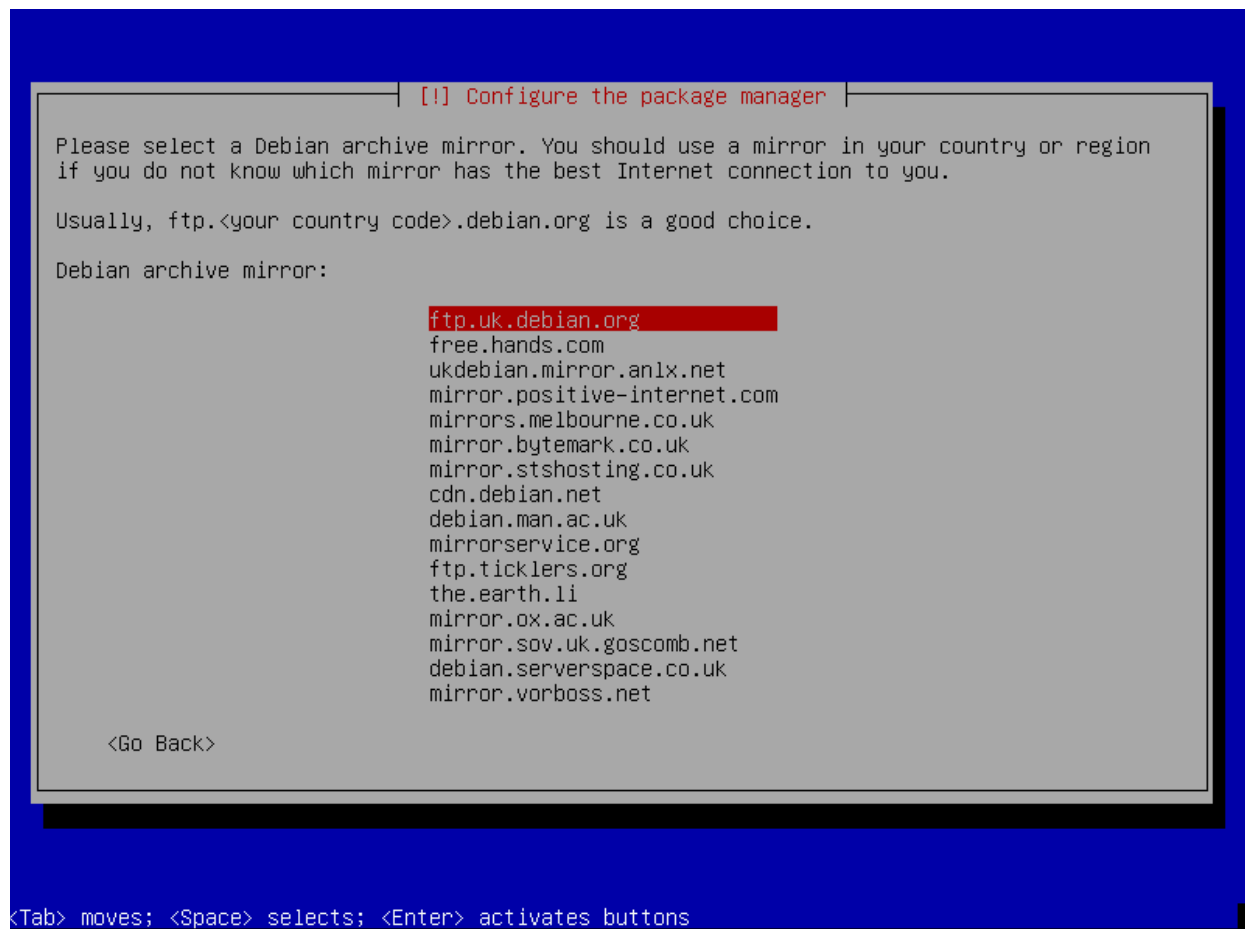 [!] Configure the package manager
Please select a Debian archive mirror. You should use a mirror in your country or region
if you do not know which mirror has the best Internet connection to you.
Usually, ftp.<your country code>.debian.org is a good choice.
Debian archive mirror:
ftp.uk.debian.org
free.hands.com
ukdebian.mirror.anlx.net
mirror.positive-internet.com
mirrors.melbourne.co.uk
mirror.bytemark.co.uk
mirror.stshosting.co.uk
cdn.debian.net
debian.man.ac.uk
mirrorservice.org
ftp.ticklers.org
the.earth.li
mirror.ox.ac.uk
mirror.sov.uk.goscomb.net
debian.serverspace.co.uk
mirror.vorboss.net
<Go Back>
<Tab> moves; <Space> selects; <Enter> activates buttons